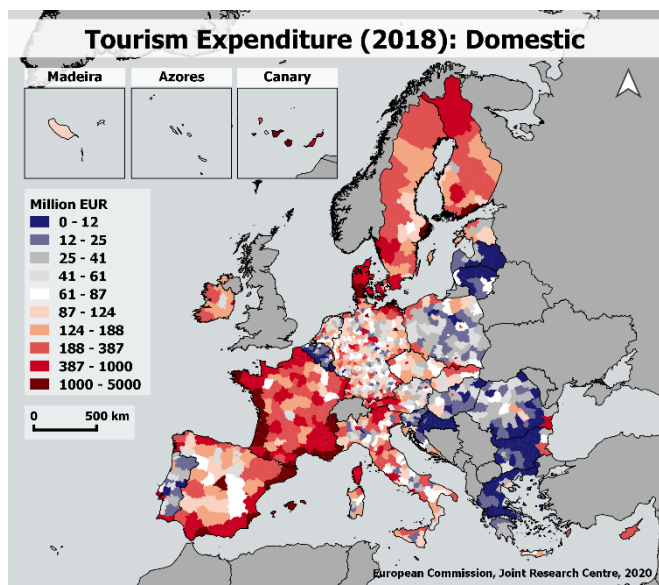 Tourism Expenditure (2018): Domestic
Madeira
Azores
Canary
Million EUR
0 - 12
12 - 25
25 - 41
41 - 61
61 - 87
87 - 124
124 - 188
188 - 387
387 - 1000
1000 - 5000
0 500 km
European Commission, Joint Research Centre, 2020